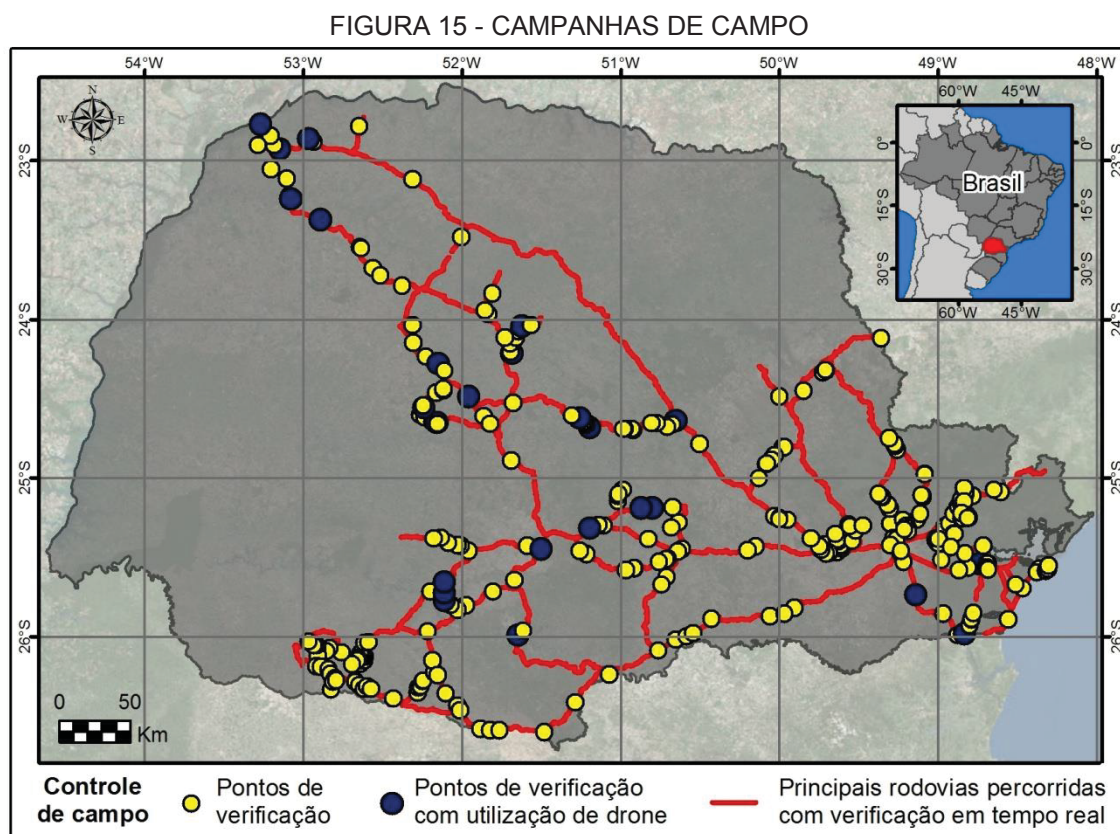 FIGURA 15 - CAMPANHAS DE CAMPO
54°W 53°W 52°W 51°W 50°W 49°W 48°W
N
W E
S
60°W 45°W
0° 0°
Brasil
15°S 15°S
30°S 30°S
60°W 45°W
23°S 23°S
24°S 24°S
25°S 25°S
26°S 26°S
0 50
Km
Controle de campo
Pontos de verificação
Pontos de verificação com utilização de drone
Principais rodovias percorridas com verificação em tempo real